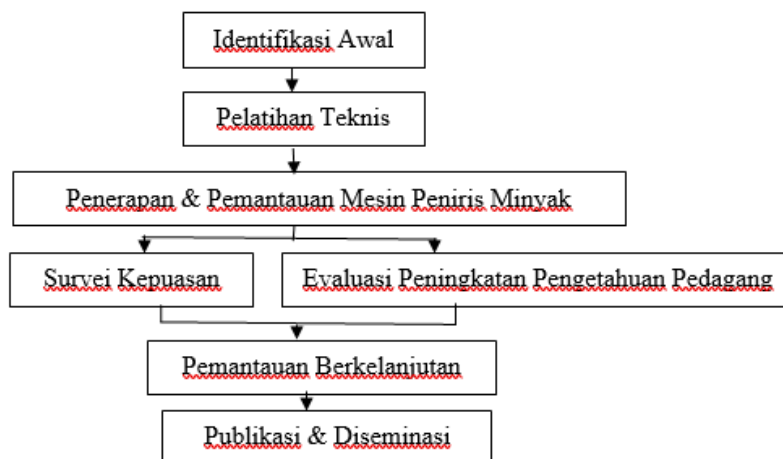 Identifikasi Awal
Pelatihan Teknis
Penerapan & Pemantauan Mesin Peniris Minyak
Survei Kepuasan
Evaluasi Peningkatan Pengetahuan Pedagang
Pemantauan Berkelanjutan
Publikasi & Diseminasi